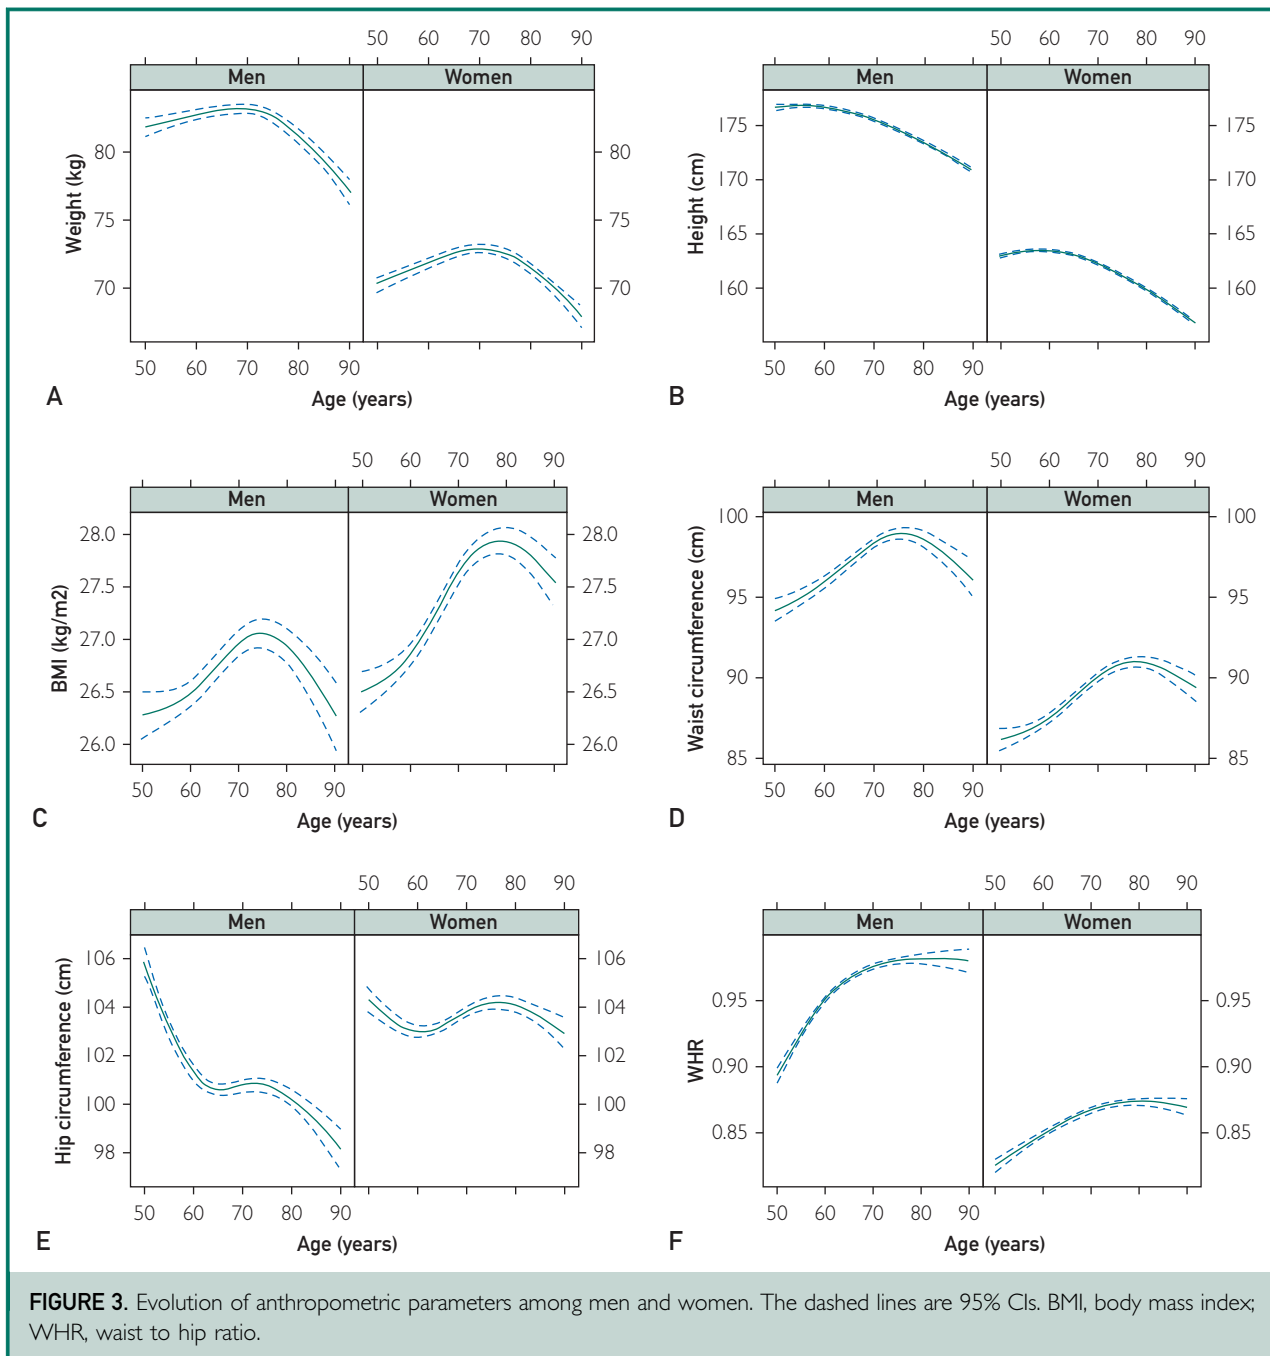 50 60 70 80 90
Men Women
Weight (kg)
80 80
75 75
70 70
50 60 70 80 90
A Age (years)
50 60 70 80 90
Men Women
Height (cm)
175 175
170 170
165 165
160 160
50 60 70 80 90
B Age (years)
50 60 70 80 90
Men Women
BMI (kg/m2)
28.0 28.0
27.5 27.5
27.0 27.0
26.5 26.5
26.0 26.0
50 60 70 80 90
C Age (years)
50 60 70 80 90
Men Women
Waist circumference (cm)
100 100
95 95
90 90
85 85
50 60 70 80 90
D Age (years)
50 60 70 80 90
Men Women
Hip circumference (cm)
106 106
104 104
102 102
100 100
98 98
50 60 70 80 90
E Age (years)
50 60 70 80 90
Men Women
WHR
0.95 0.95
0.90 0.90
0.85 0.85
50 60 70 80 90
F Age (years)
FIGURE 3. Evolution of anthropometric parameters among men and women. The dashed lines are 95% CIs. BMI, body mass index;
WHR, waist to hip ratio.